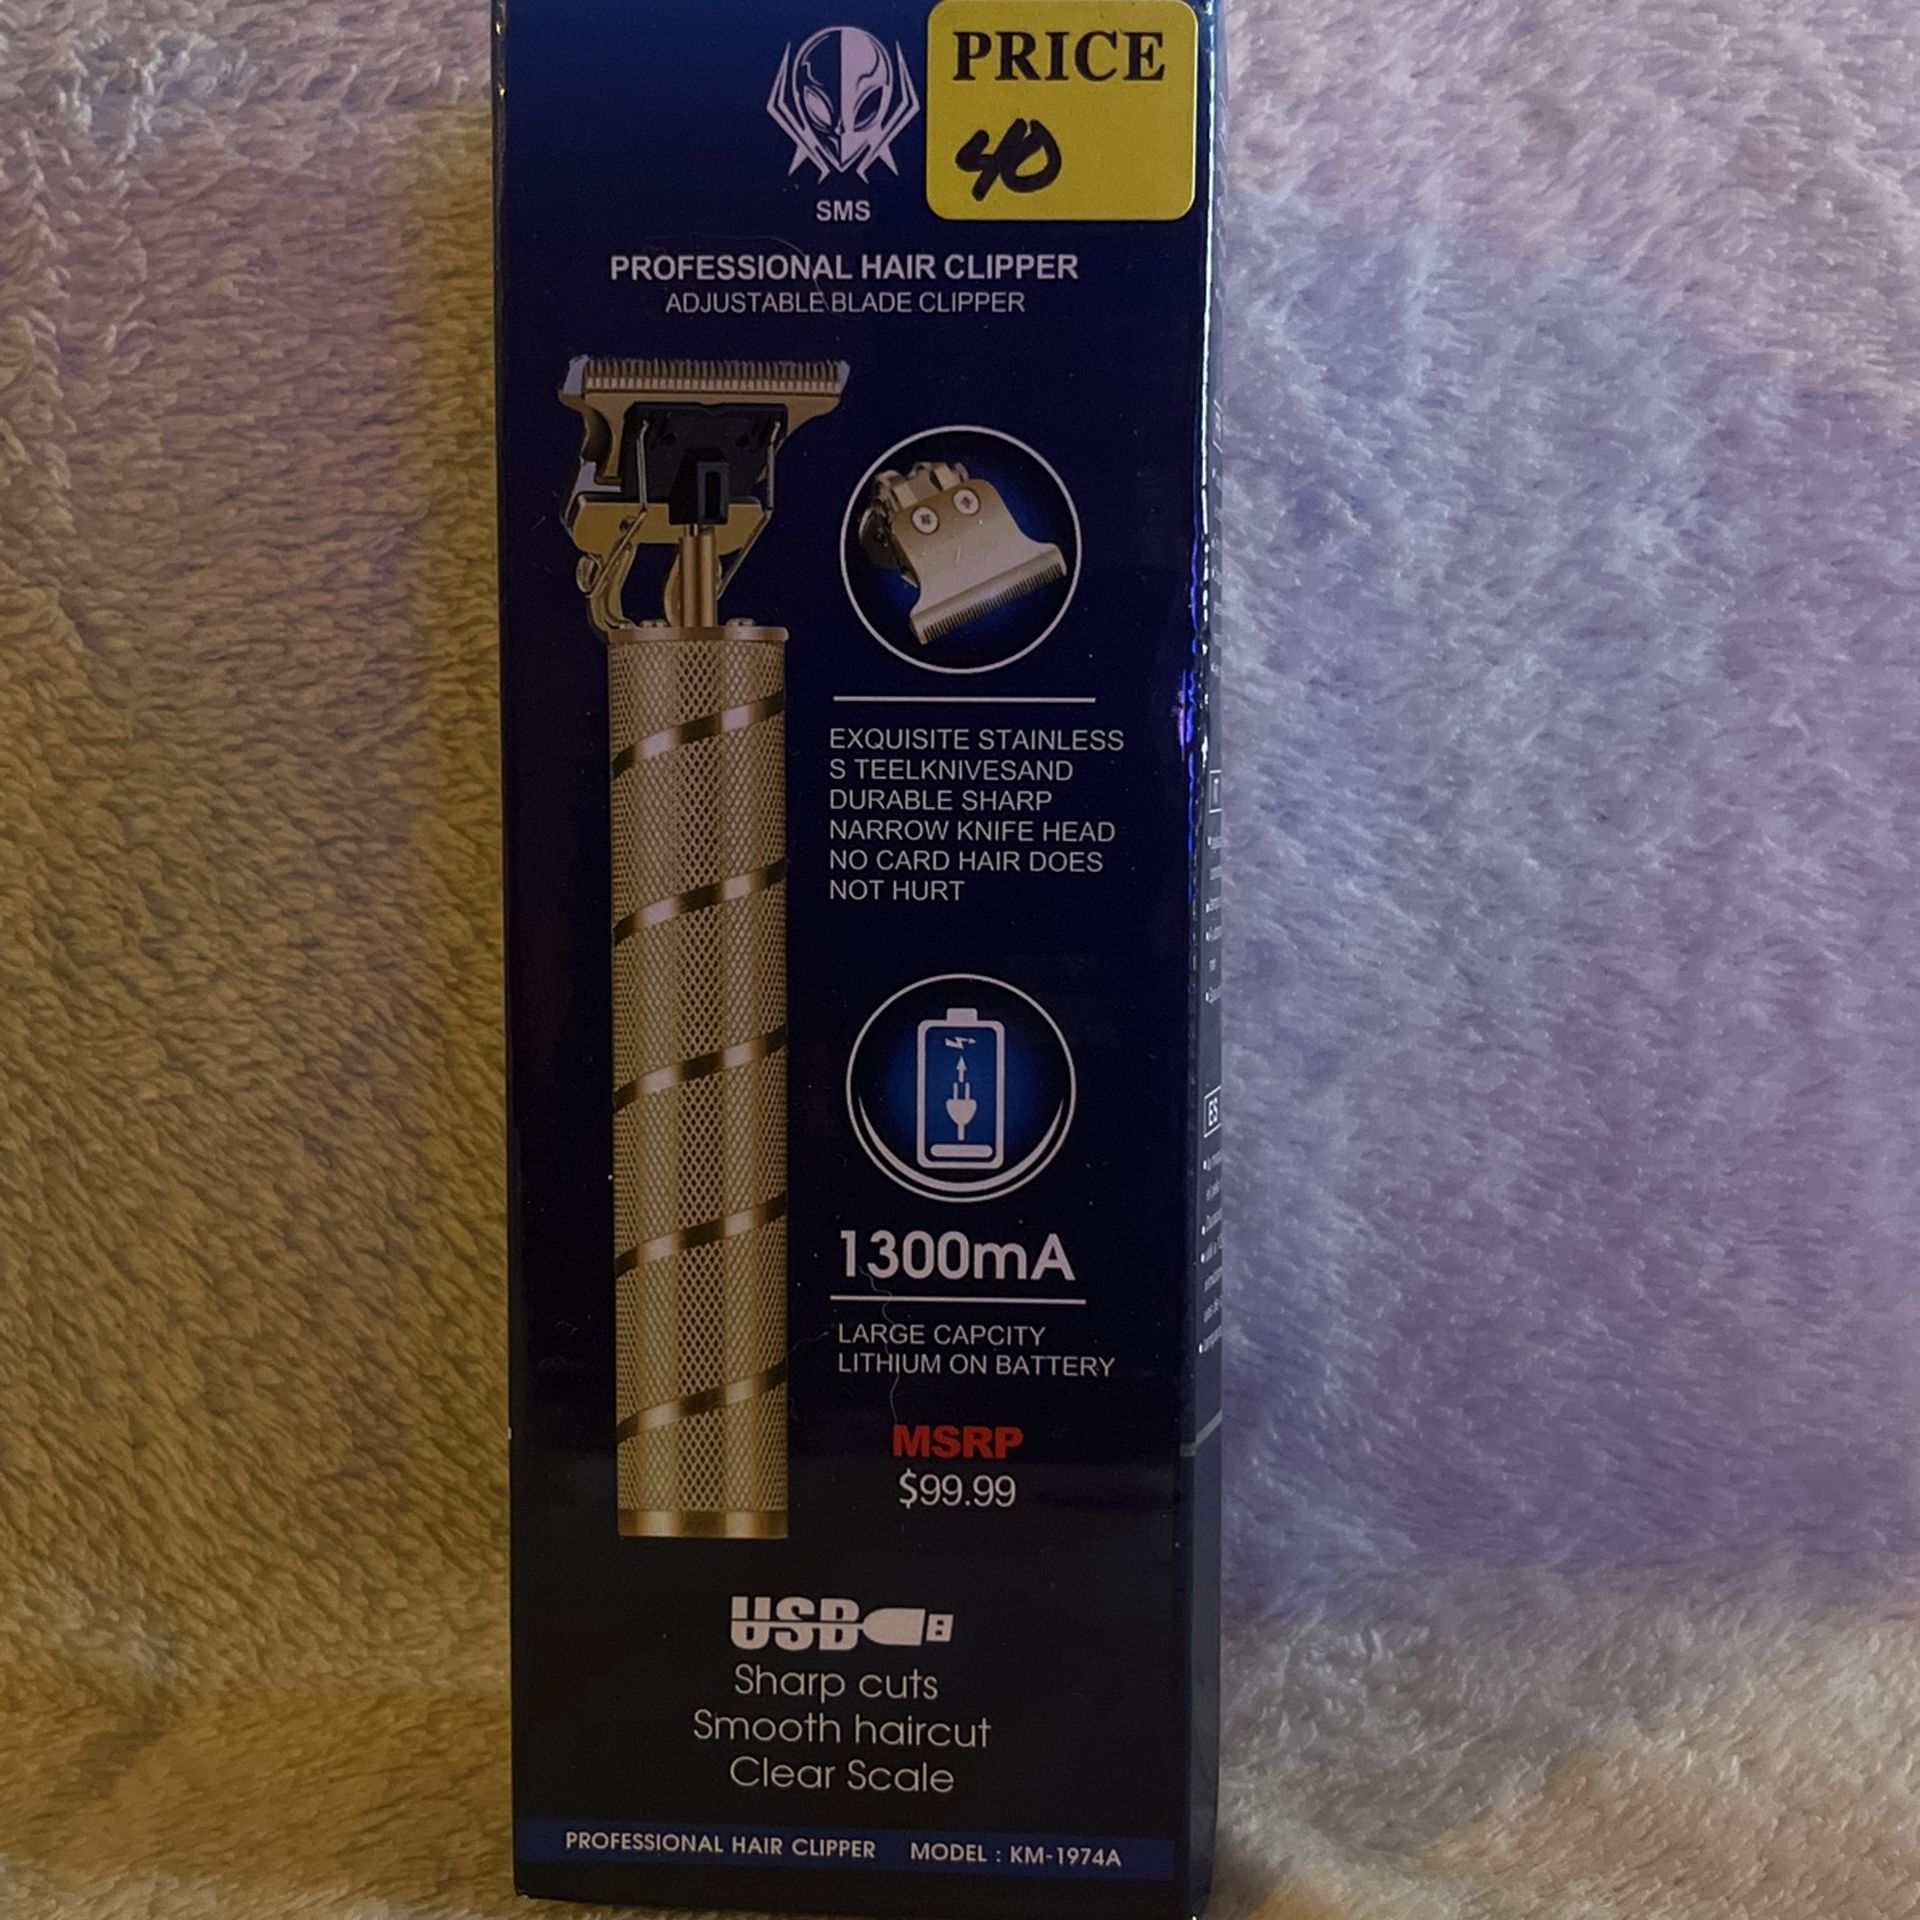 PRICE
40
SMS
PROFESSIONAL HAIR CLIPPER
ADJUSTABLE BLADE CLIPPER
EXQUISITE STAINLESS
S TEELKNIVESAND
DURABLE SHARP
NARROW KNIFE HEAD
NO CARD HAIR DOES
NOT HURT
1300mA
LARGE CAPCITY
LITHIUM ON BATTERY
MSRP
$99.99
USB
Sharp cuts
Smooth haircut
Clear Scale
PROFESSIONAL HAIR CLIPPER MODEL : KM-1974A
ES